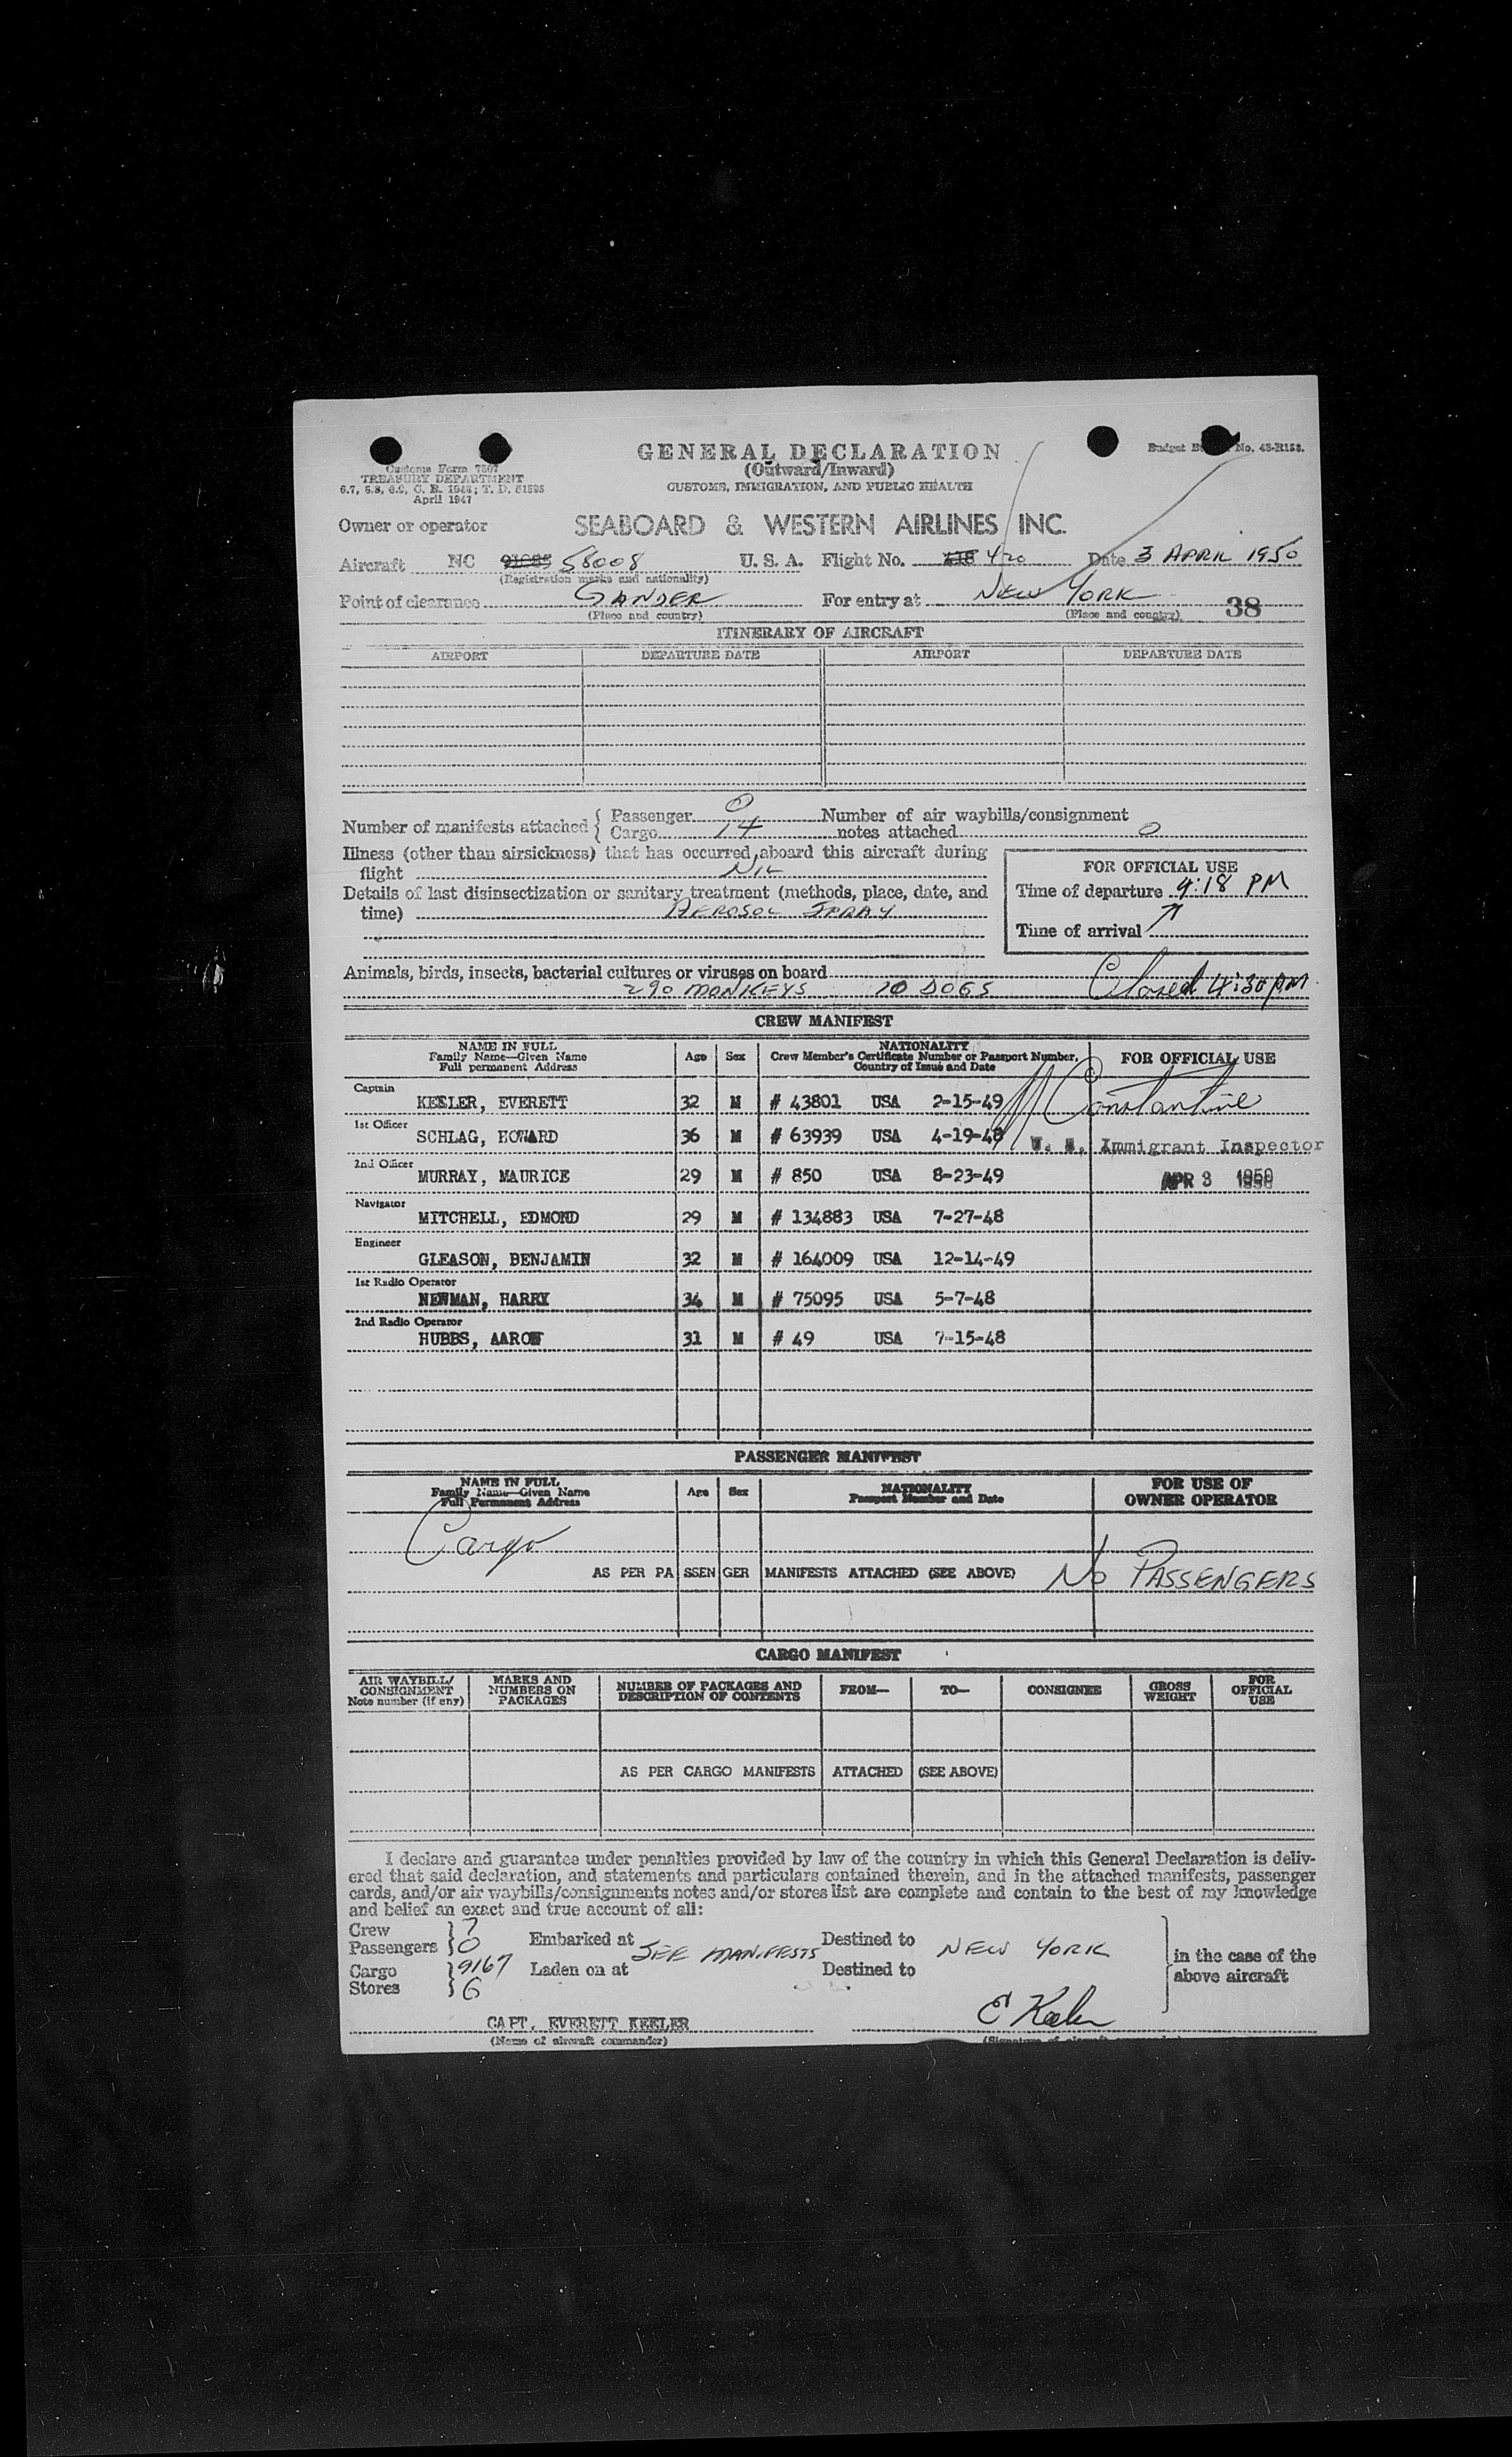 GENERAL DECLARATION
(Outward/Inward)
CUSTOMS, IMMIGRATION, AND PUBLIC HEALTH
Customs Form 7507
TREASURY DEPARTMENT
6.7, 6.8, 6.9, C. R. 1943; T. D. 51595
April 1947
Budget No. 43-R158.
Owner or operator SEABOARD & WESTERN AIRLINES INC.
Aircraft NC 58008 U. S. A. Flight No. 420 Date 3 APRIL 1950
(Registration marks and nationality)
Point of clearance GANDER For entry at NEW YORK 38
(Place and country) (Place and country)
ITINERARY OF AIRCRAFT
AIRPORT DEPARTURE DATE AIRPORT DEPARTURE DATE
Number of manifests attached { Passenger 0 Number of air waybills/consignment
Cargo 14 notes attached 0
Illness (other than airsickness) that has occurred aboard this aircraft during
flight NIL
Details of last disinsectization or sanitary treatment (methods, place, date, and
time) AEROSOL SPRAY
FOR OFFICIAL USE
Time of departure 4:18 PM
Time of arrival
Animals, birds, insects, bacterial cultures or viruses on board
290 MONKEYS 10 DOGS Closed 4:30 PM
CREW MANIFEST
NAME IN FULL
Family Name—Given Name
Full permanent Address
Age Sex
NATIONALITY
Crew Member's Certificate Number or Passport Number,
Country of Issue and Date
FOR OFFICIAL USE
Captain
KEELER, EVERETT 32 M # 43801 USA 2-15-49 Constantine
1st Officer
SCHLAG, HOWARD 36 M # 63939 USA 4-19-48 U. S. Immigrant Inspector
2nd Officer
MURRAY, MAURICE 29 M # 850 USA 8-23-49 APR 3 1950
Navigator
MITCHELL, EDMOND 29 M # 134883 USA 7-27-48
Engineer
GLEASON, BENJAMIN 32 M # 164009 USA 12-14-49
1st Radio Operator
NEWMAN, HARRY 34 M # 75095 USA 5-7-48
2nd Radio Operator
HUBBS, AARON 31 M # 49 USA 7-15-48
PASSENGER MANIFEST
NAME IN FULL
Family Name—Given Name
Full Permanent Address
Age Sex
NATIONALITY
Passport Number and Date
FOR USE OF
OWNER OPERATOR
Cargo
AS PER PASSENGER MANIFESTS ATTACHED (SEE ABOVE) NO PASSENGERS
CARGO MANIFEST
AIR WAYBILL/
CONSIGNMENT
Note number (if any)
MARKS AND
NUMBERS ON
PACKAGES
NUMBER OF PACKAGES AND
DESCRIPTION OF CONTENTS
FROM— TO— CONSIGNEE
GROSS
WEIGHT
FOR
OFFICIAL
USE
AS PER CARGO MANIFESTS ATTACHED (SEE ABOVE)
I declare and guarantee under penalties provided by law of the country in which this General Declaration is deliv-
ered that said declaration, and statements and particulars contained therein, and in the attached manifests, passenger
cards, and/or air waybills/consignments notes and/or stores list are complete and contain to the best of my knowledge
and belief an exact and true account of all:
Crew } 7
Passengers } 0 Embarked at SEE MANIFESTS Destined to NEW YORK
Cargo } 9167 Laden on at Destined to
Stores } 6
in the case of the
above aircraft
CAPT. EVERETT KEELER E Keeler
(Name of aircraft commander)